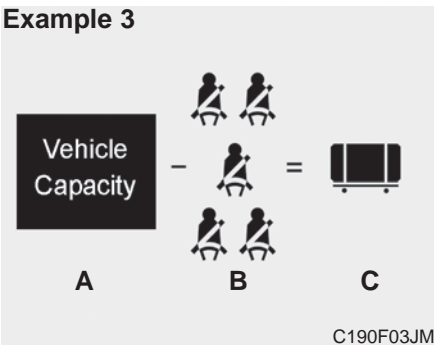 Example 3
Vehicle
Capacity
- =
A B C
C190F03JM